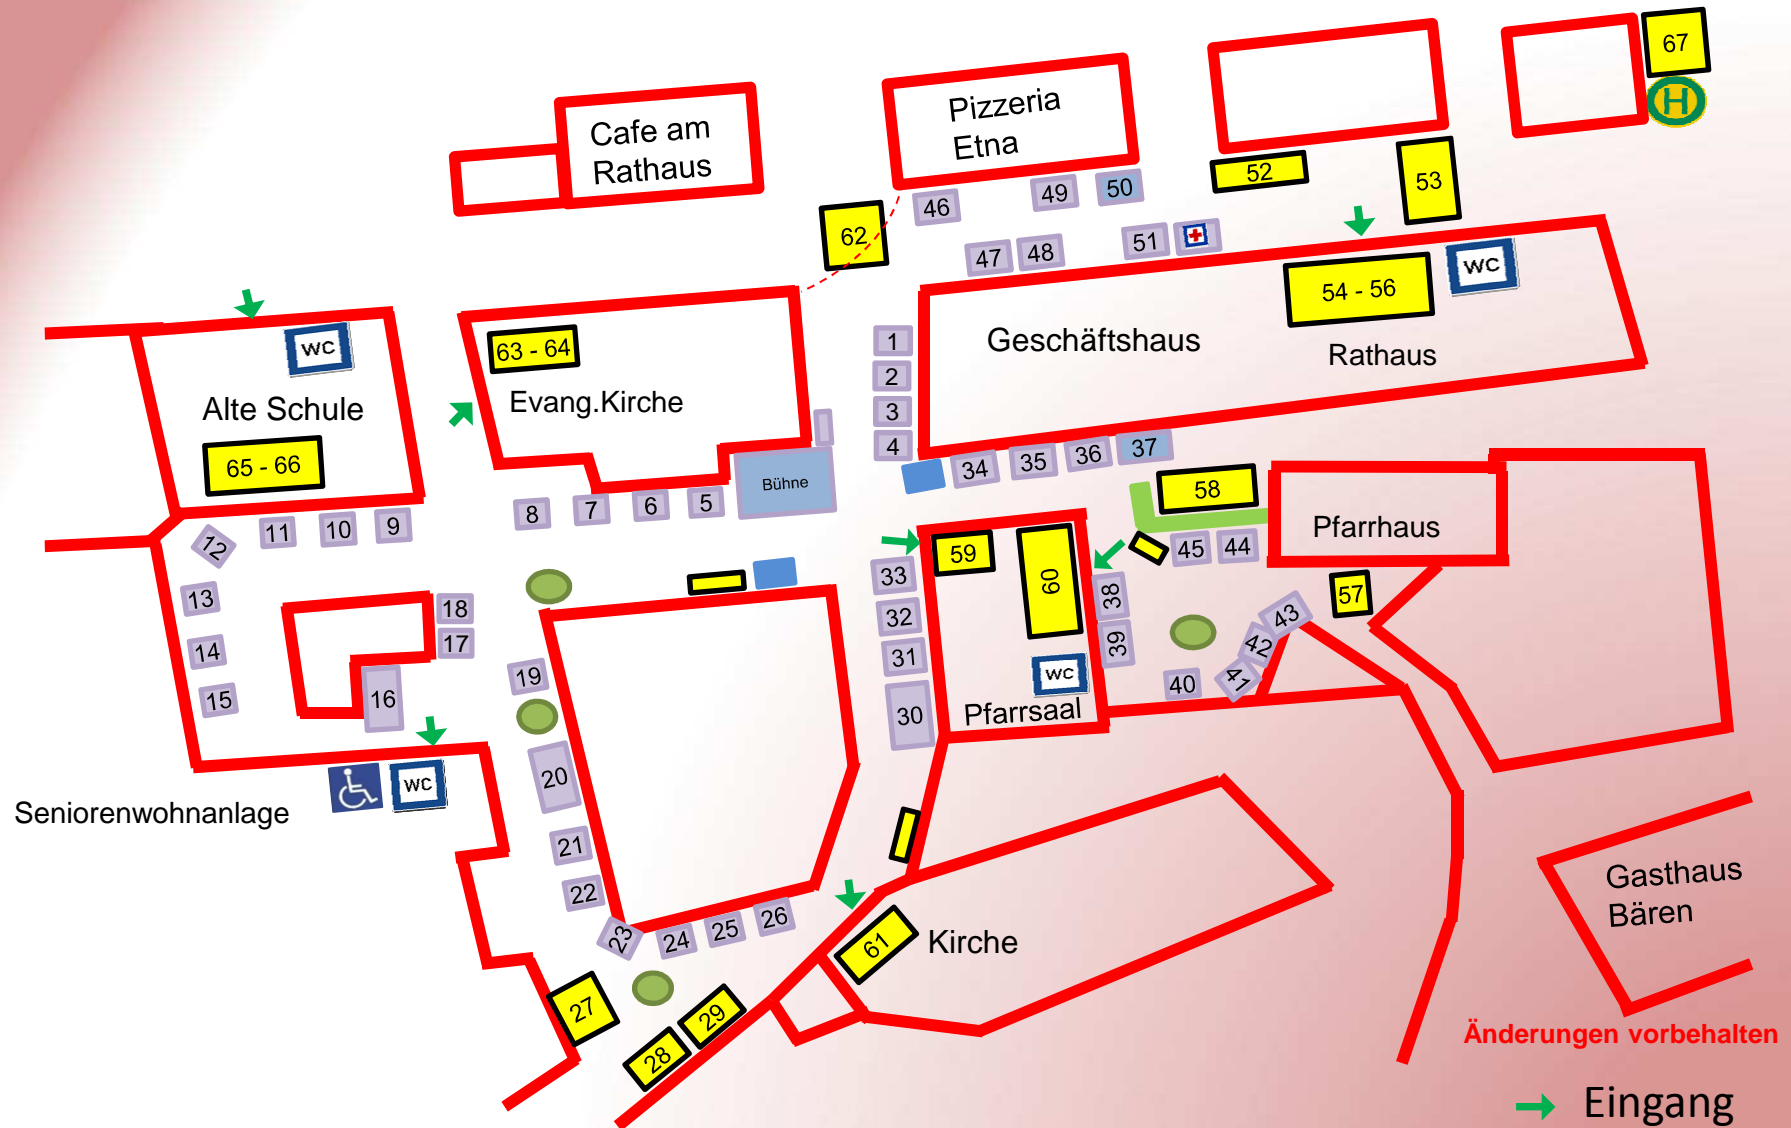 67
H
Pizzeria
Etna
Cafe am
Rathaus
52
53
49
50
46
62
51
47
48
WC
54 - 56
Geschäftshaus
Rathaus
1
2
3
4
WC
63 - 64
Evang.Kirche
Alte Schule
65 - 66
34
35
36
37
Bühne
5
6
7
8
9
10
11
12
58
Pfarrhaus
45
44
59
60
33
32
31
30
38
39
WC
Pfarrsaal
57
43
42
41
40
13
14
15
18
17
16
19
20
21
22
23
24
25
26
WC
Seniorenwohnanlage
61
Kirche
27
28
29
Gasthaus
Bären
Änderungen vorbehalten
Eingang